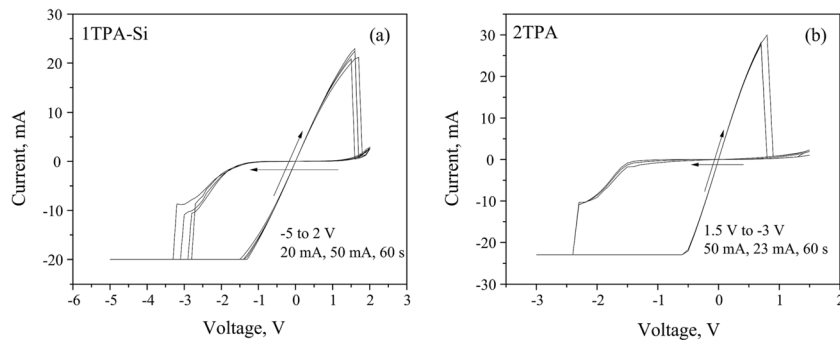 1TPA-Si
(a)
30
20
10
0
-10
-20
Current, mA
-5 to 2 V
20 mA, 50 mA, 60 s
-6 -5 -4 -3 -2 -1 0 1 2 3
Voltage, V
2TPA
(b)
30
20
10
0
-10
-20
-30
Current, mA
1.5 V to -3 V
50 mA, 23 mA, 60 s
-3 -2 -1 0 1
Voltage, V